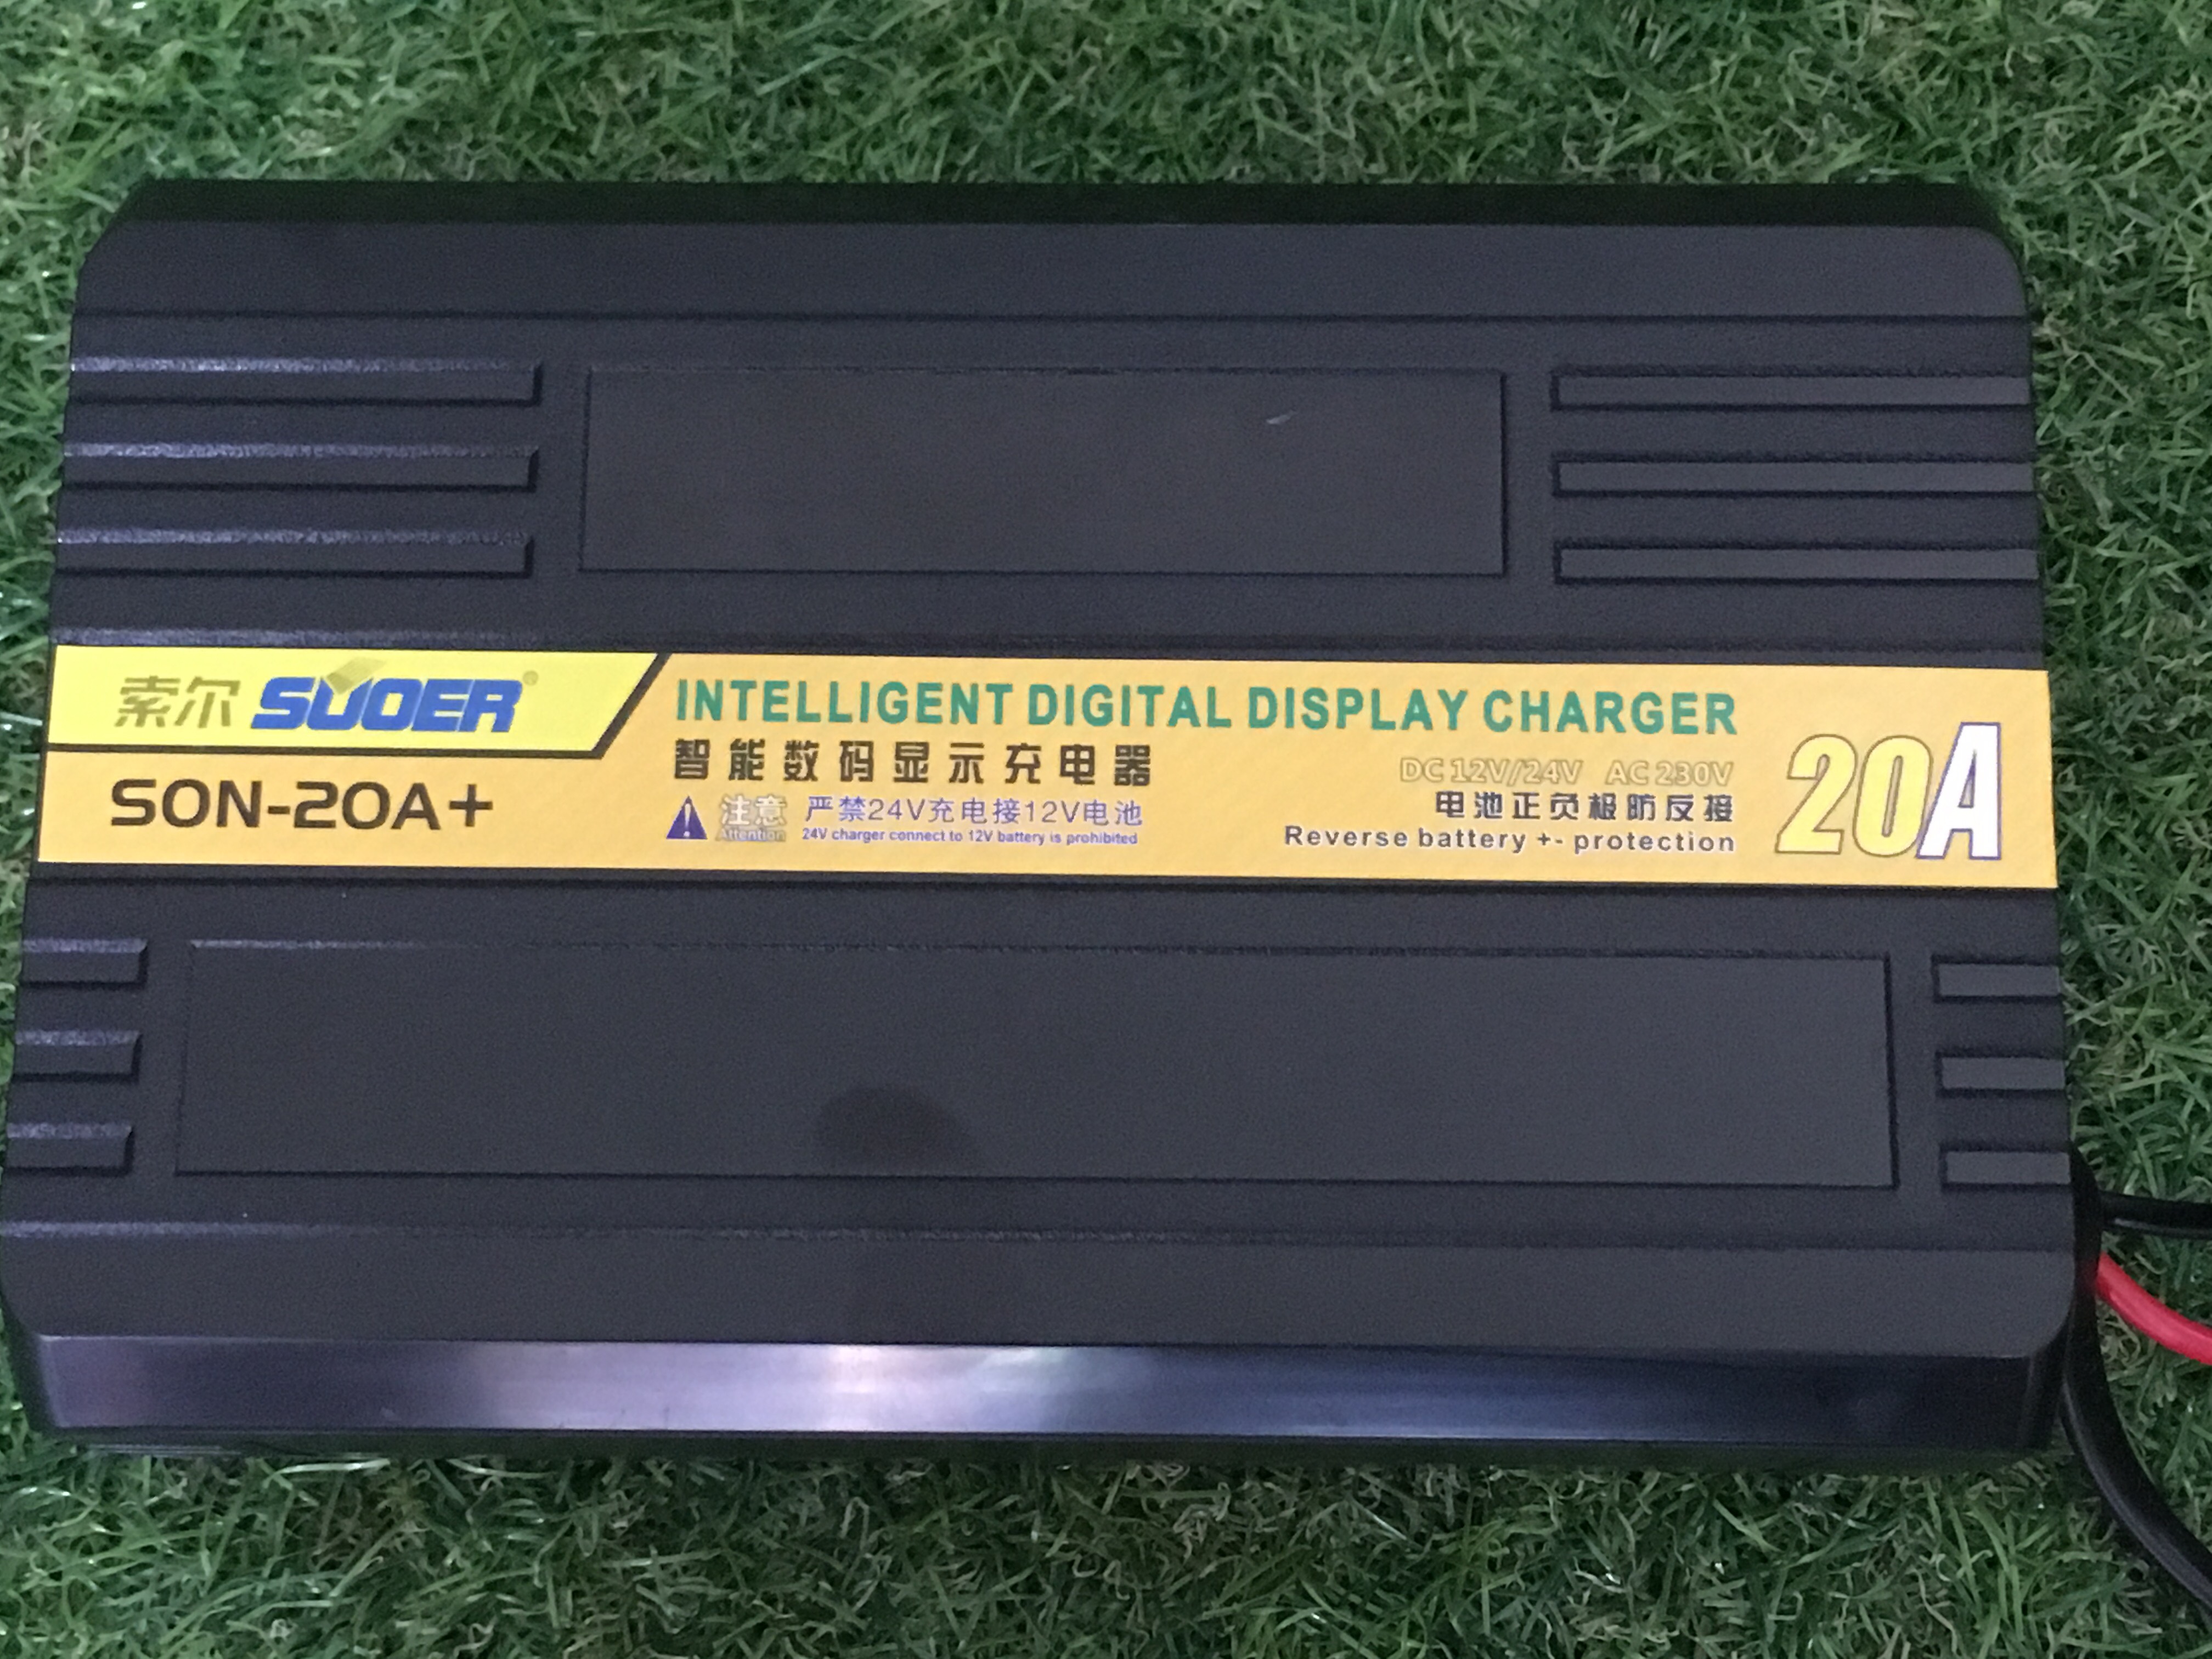 索尔 SUOER®
SON-20A+
INTELLIGENT DIGITAL DISPLAY CHARGER
智能数码显示充电器
注意 严禁24V充电接12V电池
Attention 24V charger connect to 12V battery is prohibited
DC 12V/24V AC 230V
电池正负极防反接
Reverse battery +- protection
20A